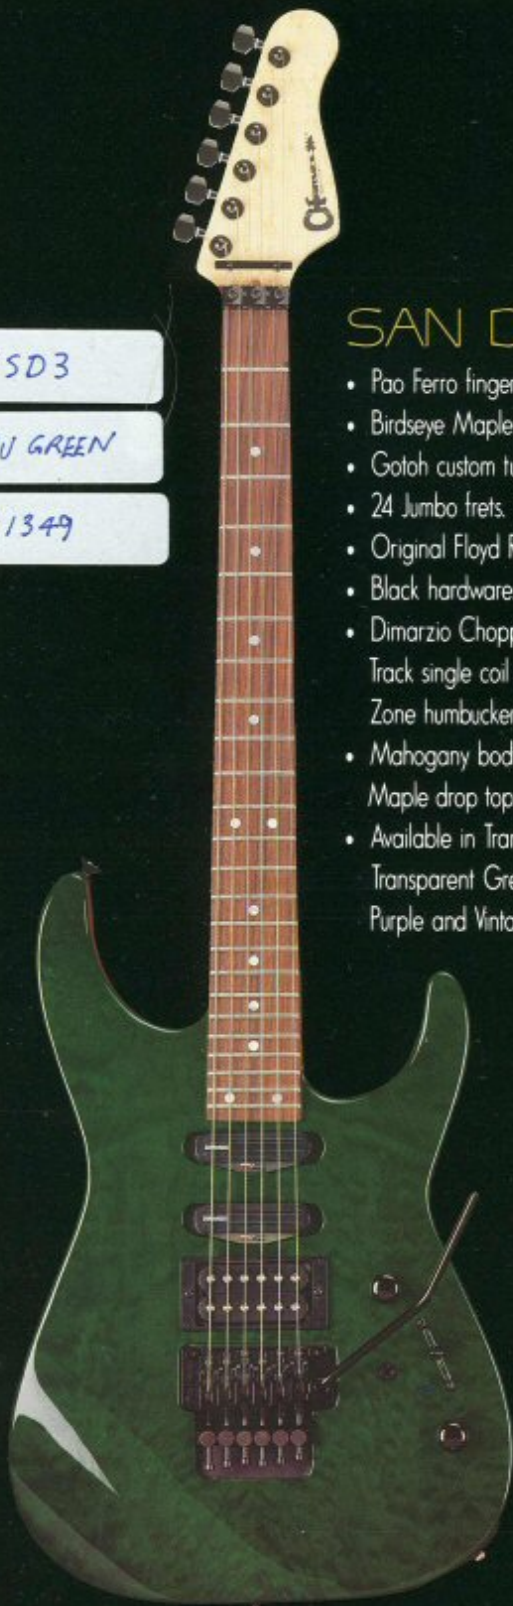 SD3
GREEN
1349
SAN D
• Pao Ferro finger
• Birdseye Maple
• Gotoh custom tu
• 24 Jumbo frets.
• Original Floyd R
• Black hardware
• Dimarzio Chopp
Track single coil
Zone humbucker
• Mahogany bod
Maple drop top
• Available in Tran
Transparent Gre
Purple and Vinta